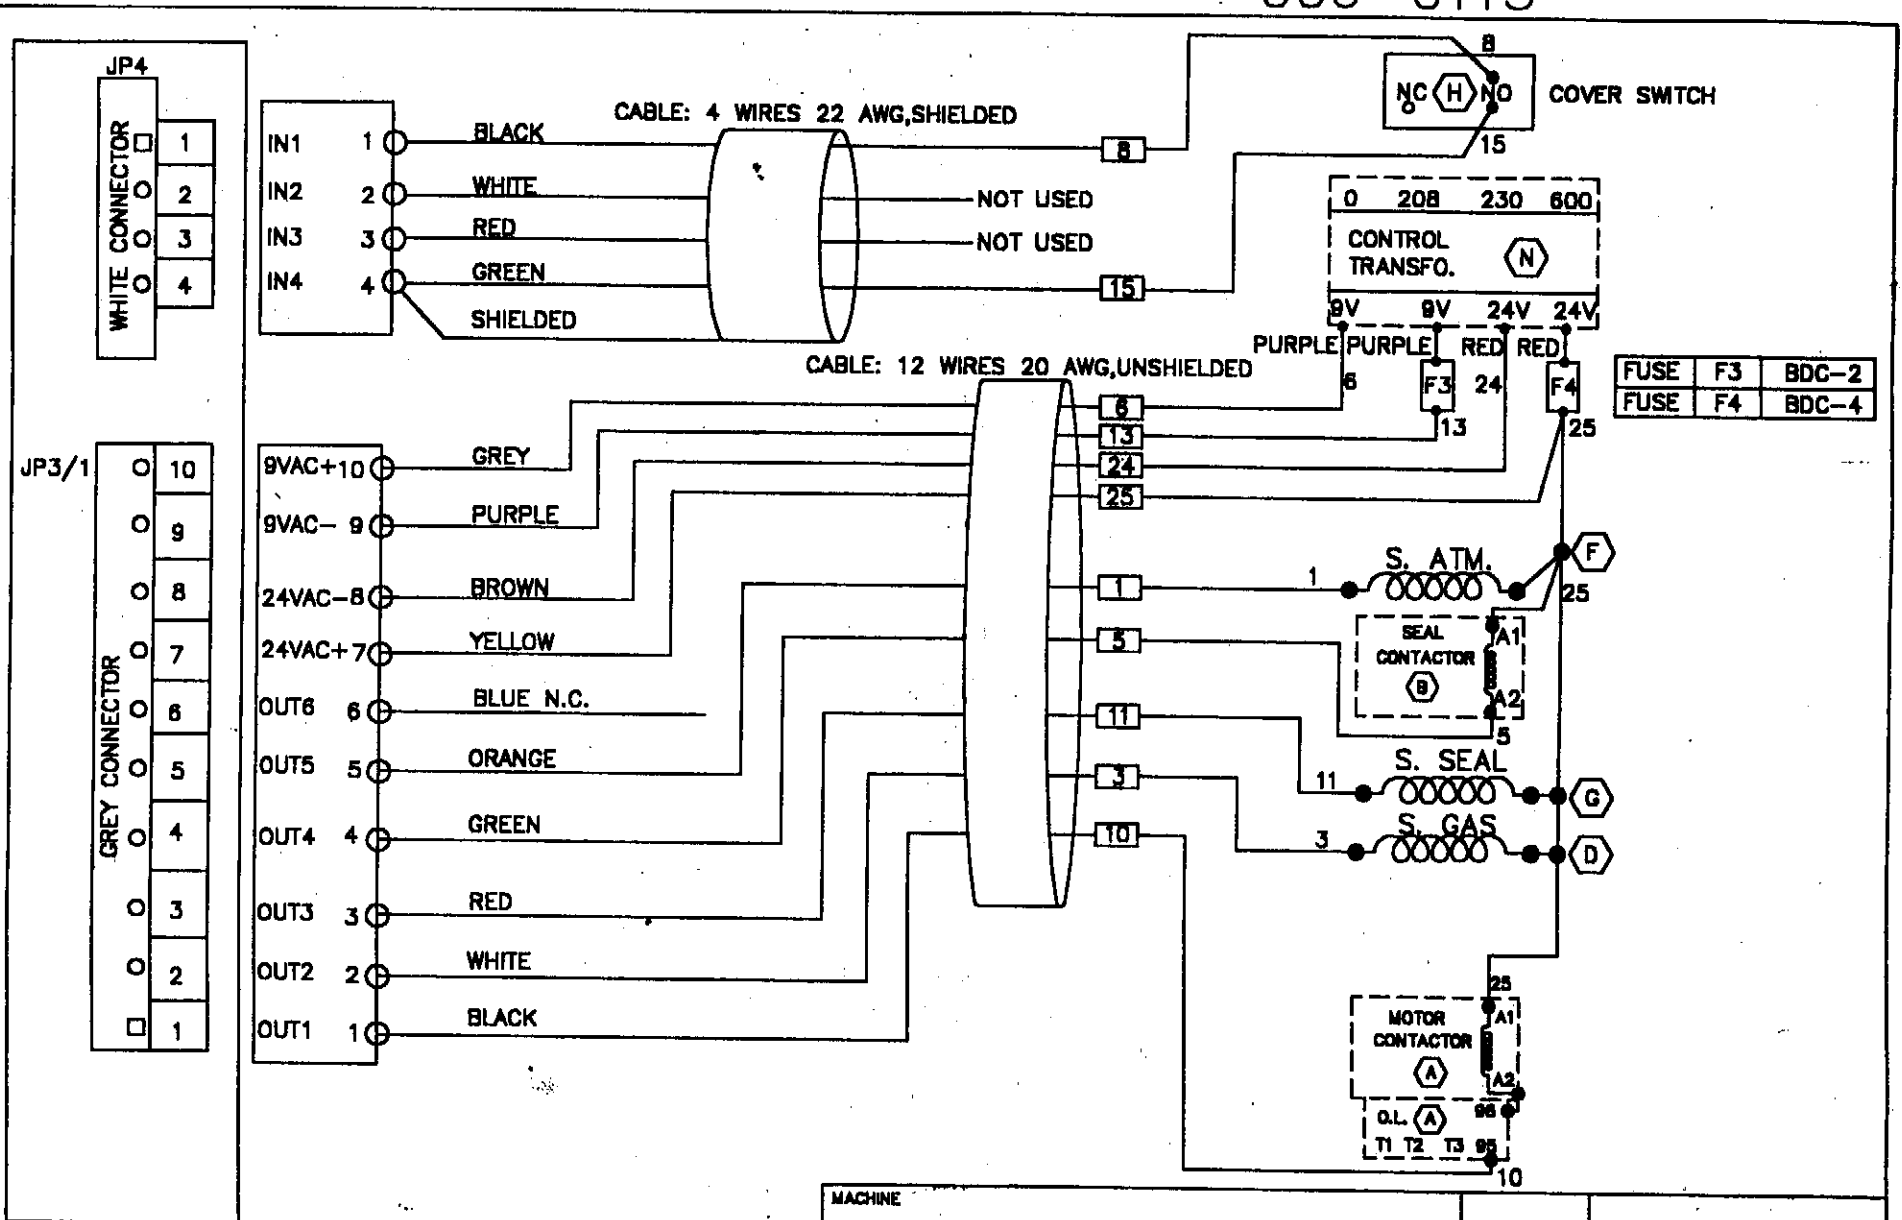 JP4
WHITE CONNECTOR
1
2
3
4
IN1 1
IN2 2
IN3 3
IN4 4
CABLE: 4 WIRES 22 AWG,SHIELDED
BLACK
WHITE
RED
GREEN
SHIELDED
8
NOT USED
NOT USED
15
8
NC H NO
COVER SWITCH
15
0 208 230 600
CONTROL
TRANSFO.
N
9V 9V 24V 24V
PURPLE PURPLE RED RED
6 F3 24 F4
13 25
FUSE F3 BDC-2
FUSE F4 BDC-4
CABLE: 12 WIRES 20 AWG,UNSHIELDED
JP3/1
GREY CONNECTOR
10
9
8
7
6
5
4
3
2
1
9VAC+ 10 GREY
9VAC- 9 PURPLE
24VAC- 8 BROWN
24VAC+ 7 YELLOW
OUT6 6 BLUE N.C.
OUT5 5 ORANGE
OUT4 4 GREEN
OUT3 3 RED
OUT2 2 WHITE
OUT1 1 BLACK
6
13
24
25
1
5
11
3
10
F
1 S. ATM.
25
SEAL
CONTACTOR
B
A1
A2
5
S. SEAL
11
G
S. GAS
3
D
25
MOTOR
CONTACTOR
A
A1
A2
96
O.L. A
T1 T2 T3 95
10
MACHINE